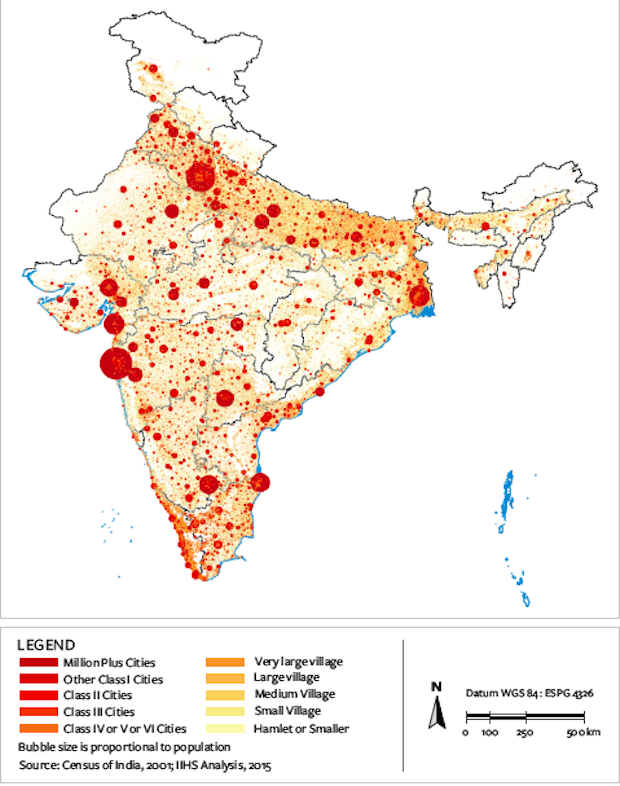 LEGEND
Million Plus Cities
Other Class I Cities
Class II Cities
Class III Cities
Class IV or V or VI Cities
Very large village
Large village
Medium Village
Small Village
Hamlet or Smaller
Bubble size is proportional to population
Source: Census of India, 2001; IIHS Analysis, 2015
N
Datum WGS 84: ESPG 4326
0 100 250 500km